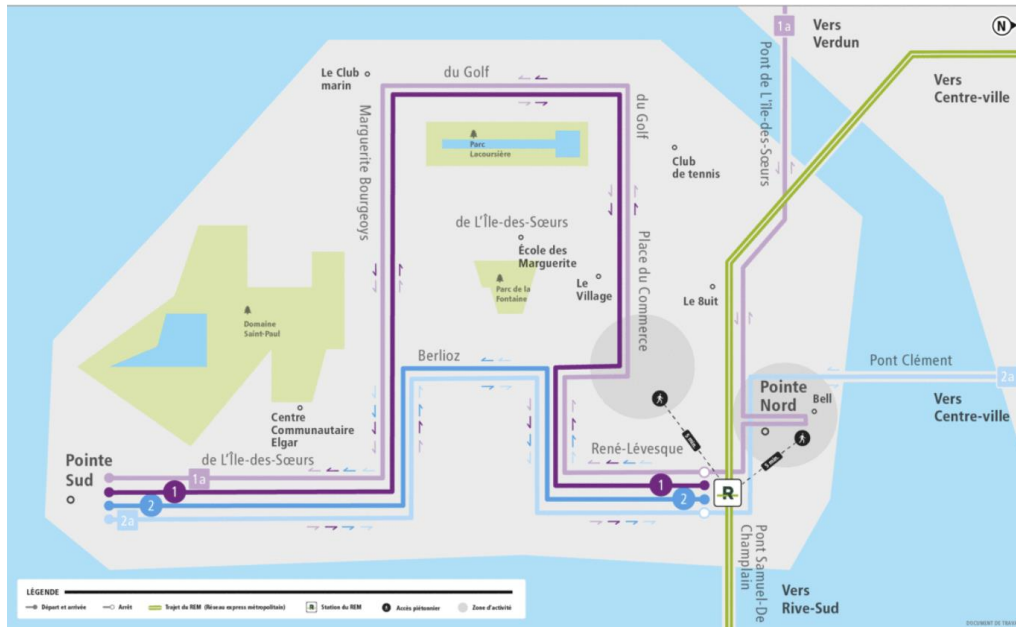 1a
Vers
Verdun
N
Vers
Centre-ville
Pont de L'Île-des-Sœurs
Le Club
marin
du Golf
du Golf
Marguerite Bourgeoys
Parc
Lacoursière
Club
de tennis
de L'Île-des-Sœurs
École des
Marguerite
Place du Commerce
Le
Village
Parc de la
Fontaine
Le 8uit
Domaine
Saint-Paul
Berlioz
Pont Clément
2a
Vers
Centre-ville
Pointe
Nord
Bell
Centre
Communautaire
Elgar
5 min.
5 min.
René-Lévesque
Pointe
Sud
de L'Île-des-Sœurs
1a
1
2
2a
1
2
R
Pont Samuel-De
Champlain
Vers
Rive-Sud
LÉGENDE
Départ et arrivée
Arrêt
Trajet du REM (Réseau express métropolitain)
R
Station du REM
Accès piétonnier
Zone d'activité